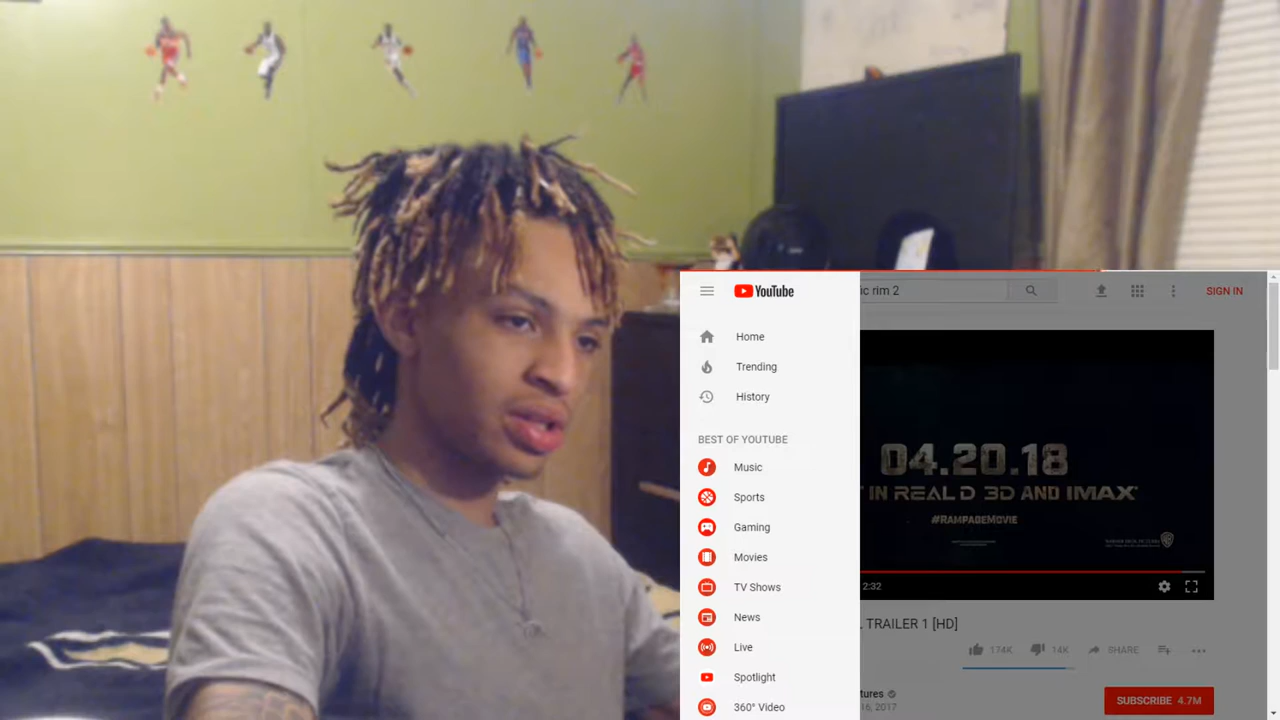 YouTube
ic rim 2
SIGN IN
Home
Trending
History
BEST OF YOUTUBE
Music
Sports
Gaming
Movies
TV Shows
News
Live
Spotlight
360° Video
04.20.18
IN REAL D 3D AND IMAX
#RAMPAGEMOVIE
2:32
TRAILER 1 [HD]
174K
14K
SHARE
tures
16, 2017
SUBSCRIBE 4.7M